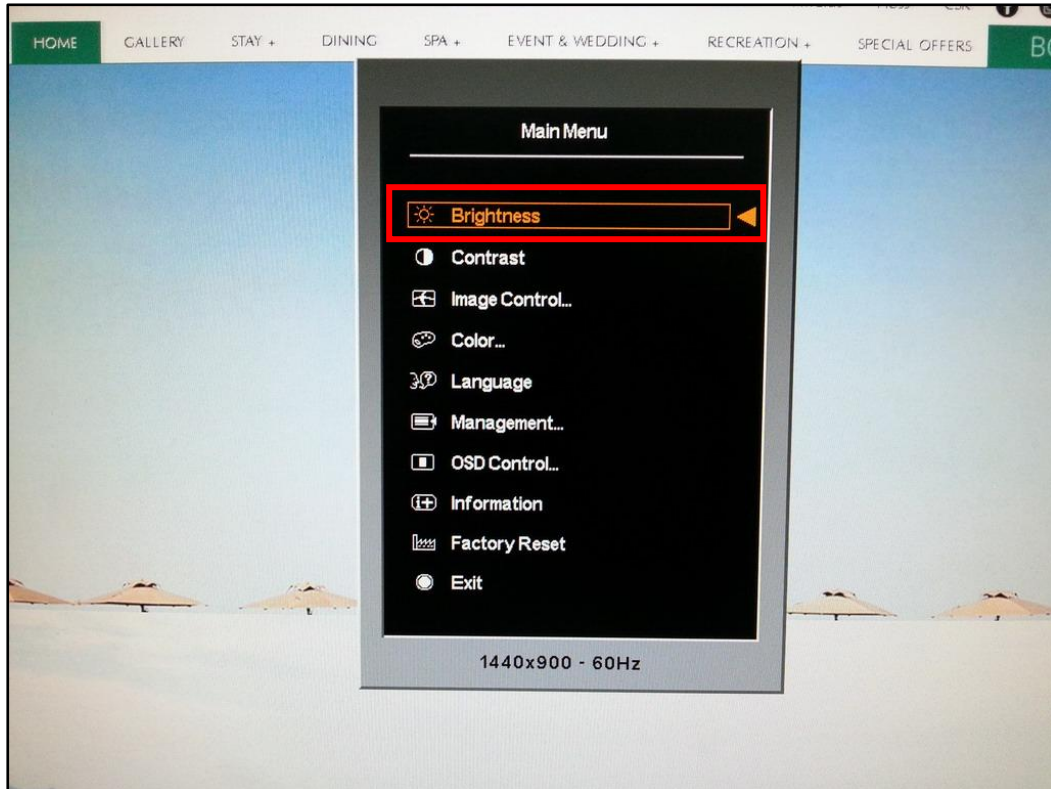 CSR
HOME GALLERY STAY + DINING SPA + EVENT & WEDDING + RECREATION + SPECIAL OFFERS
Main Menu
Brightness
Contrast
Image Control...
Color...
Language
Management...
OSD Control...
Information
Factory Reset
Exit
1440x900 - 60Hz